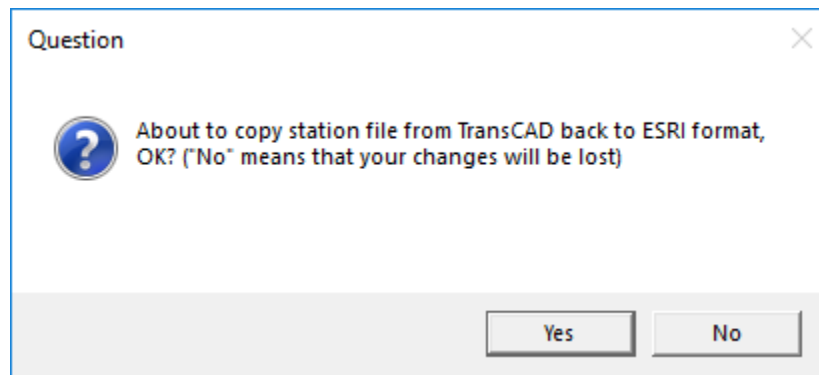 Question
About to copy station file from TransCAD back to ESRI format,
OK? ("No" means that your changes will be lost)
Yes
No